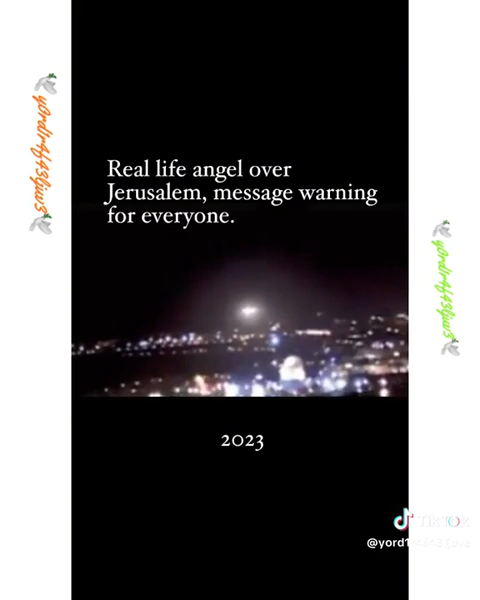 Real life angel over
Jerusalem, message warning
for everyone.
2023
TikTok